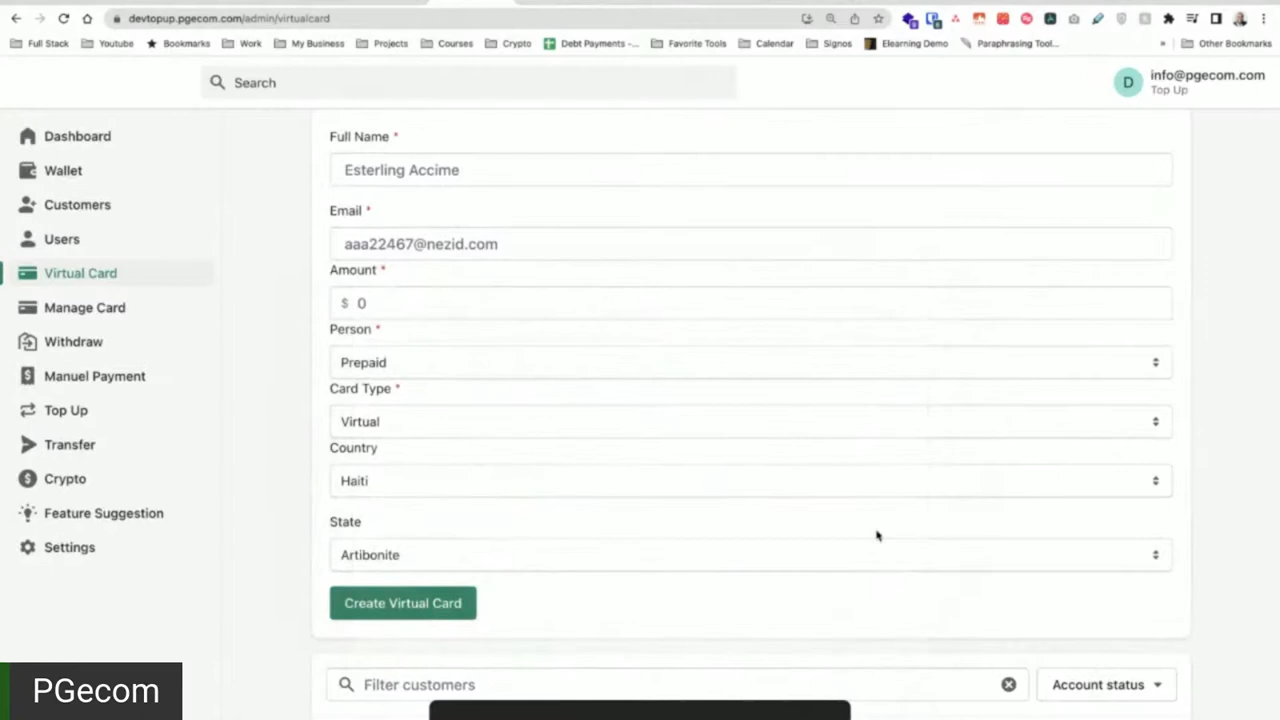 devtopup.pgecom.com/admin/virtualcard
Full Stack Youtube Bookmarks Work My Business Projects Courses Crypto Debt Payments -... Favorite Tools Calendar Signos Elearning Demo Paraphrasing Tool... » Other Bookmarks
Search
D info@pgecom.com
Top Up
Dashboard
Wallet
Customers
Users
Virtual Card
Manage Card
Withdraw
Manuel Payment
Top Up
Transfer
Crypto
Feature Suggestion
Settings
Full Name *
Esterling Accime
Email *
aaa22467@nezid.com
Amount *
$ 0
Person *
Prepaid
Card Type *
Virtual
Country
Haiti
State
Artibonite
Create Virtual Card
Filter customers
Account status
PGecom